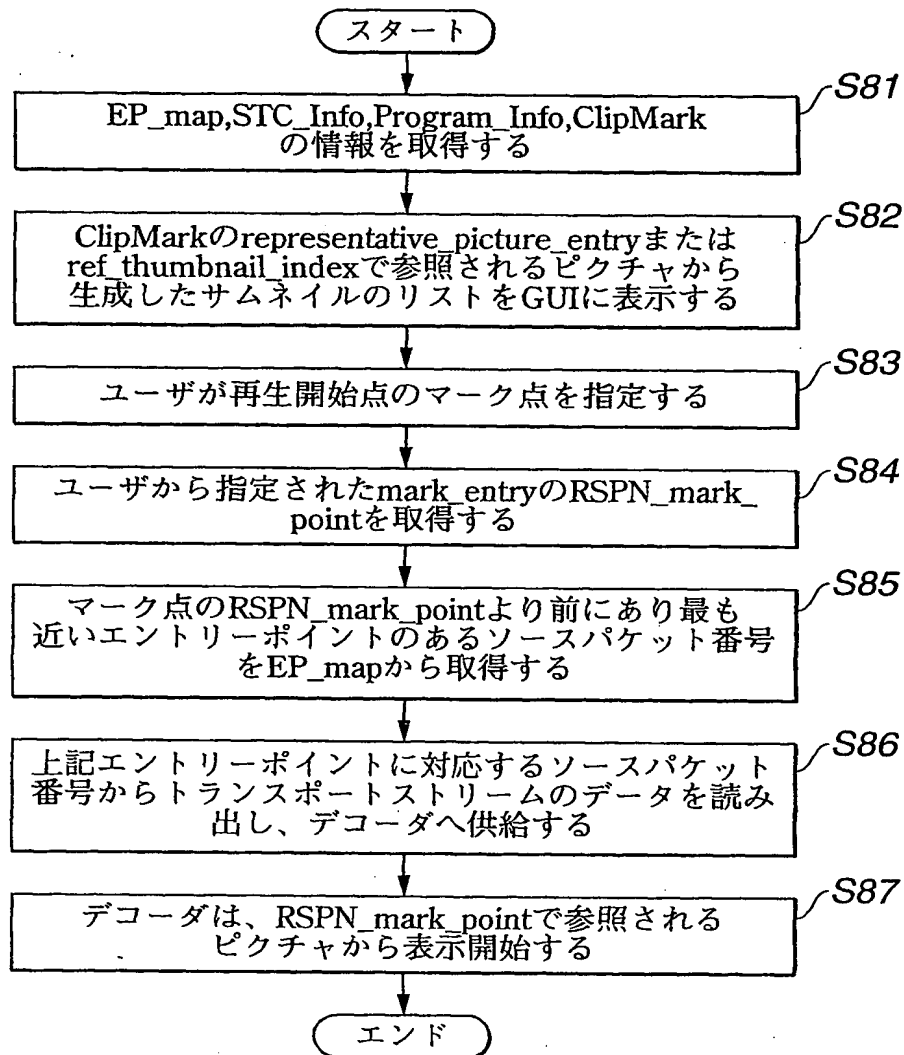 スタート
S81
EP_map,STC_Info,Program_Info,ClipMark
の情報を取得する
S82
ClipMarkのrepresentative_picture_entryまたは
ref_thumbnail_indexで参照されるピクチャから
生成したサムネイルのリストをGUIに表示する
S83
ユーザが再生開始点のマーク点を指定する
S84
ユーザから指定されたmark_entryのRSPN_mark_
pointを取得する
S85
マーク点のRSPN_mark_pointより前にあり最も
近いエントリーポイントのあるソースパケット番号
をEP_mapから取得する
S86
上記エントリーポイントに対応するソースパケット
番号からトランスポートストリームのデータを読み
出し、デコーダへ供給する
S87
デコーダは、RSPN_mark_pointで参照される
ピクチャから表示開始する
エンド